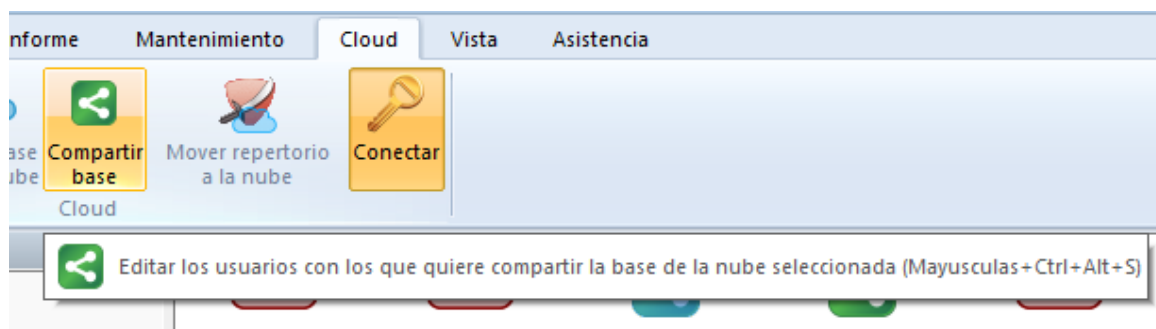 nforme Mantenimiento Cloud Vista Asistencia
ase Compartir Mover repertorio Conectar
ube base a la nube
Cloud
Editar los usuarios con los que quiere compartir la base de la nube seleccionada (Mayusculas+Ctrl+Alt+S)